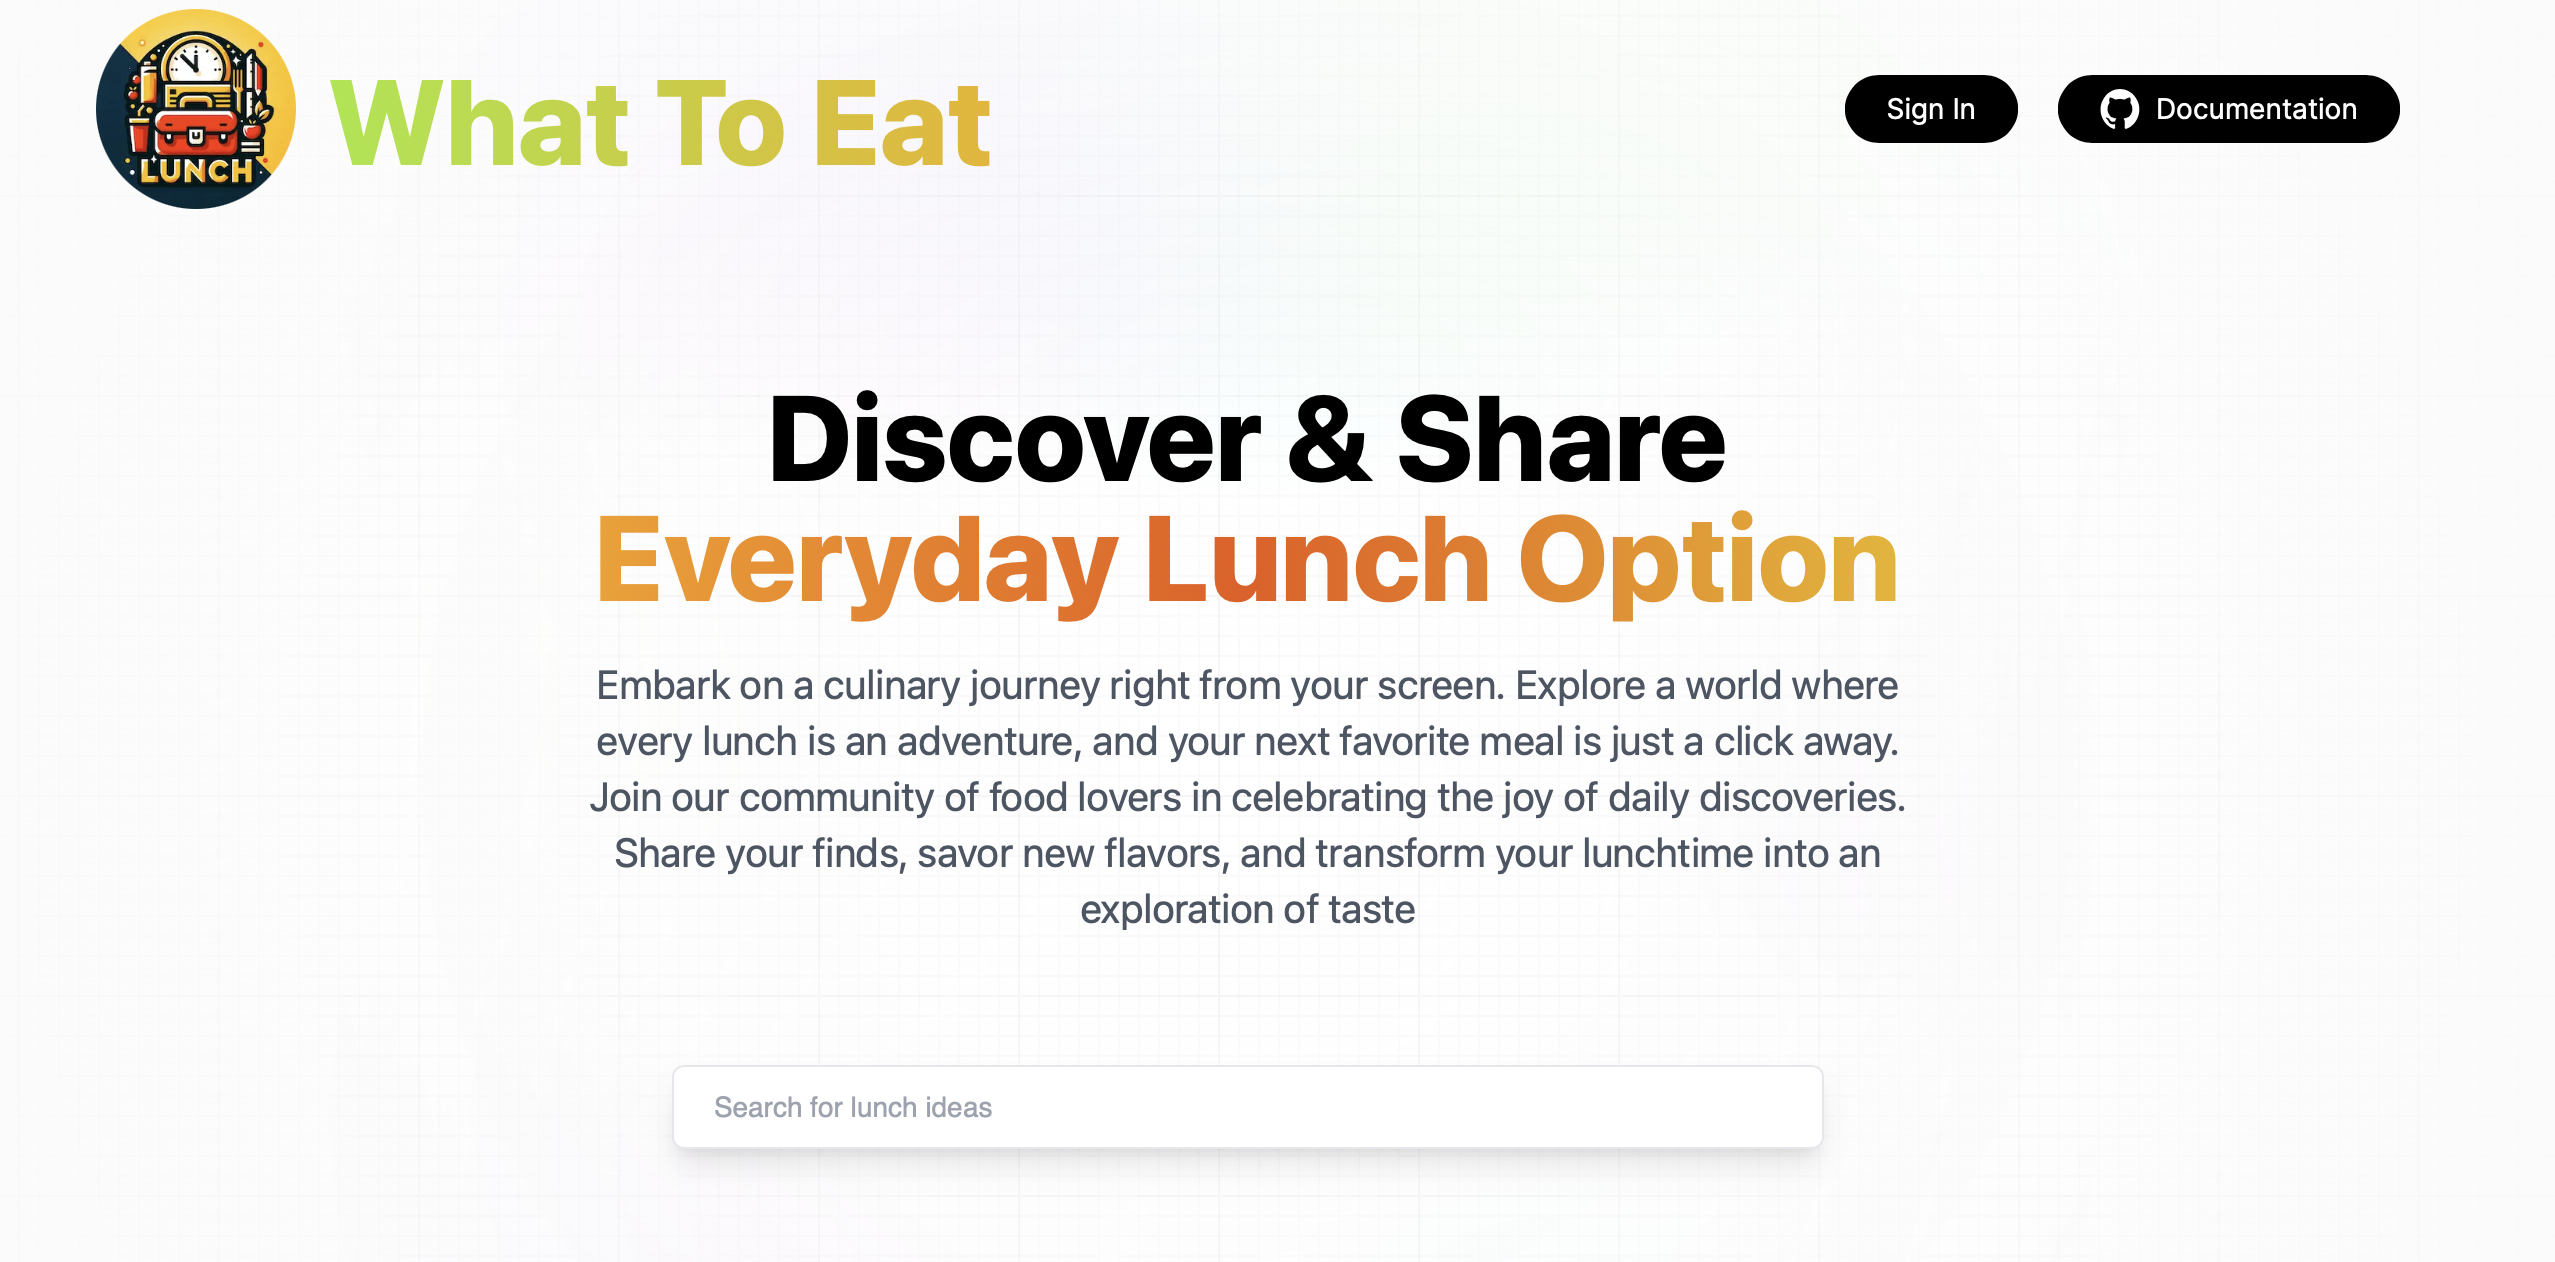 LUNCH
What To Eat
Sign In
Documentation
Discover & Share
Everyday Lunch Option
Embark on a culinary journey right from your screen. Explore a world where
every lunch is an adventure, and your next favorite meal is just a click away.
Join our community of food lovers in celebrating the joy of daily discoveries.
Share your finds, savor new flavors, and transform your lunchtime into an
exploration of taste
Search for lunch ideas